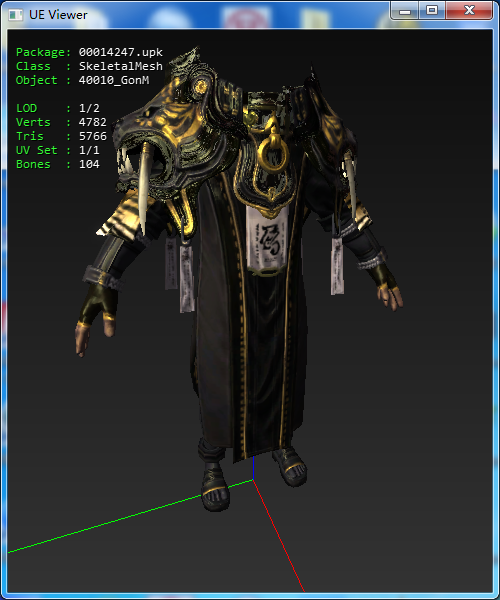 UE Viewer
Package: 00014247.upk
Class : SkeletalMesh
Object : 40010_GonM
LOD : 1/2
Verts : 4782
Tris : 5766
UV Set : 1/1
Bones : 104